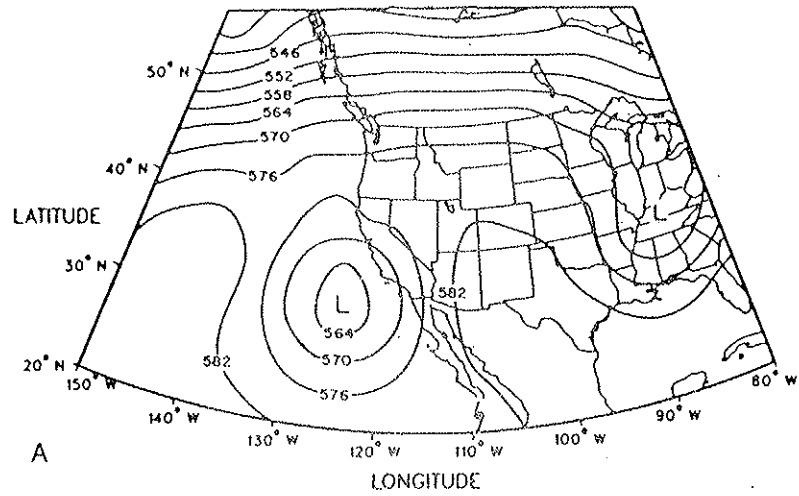 546
50° N
552
558
564
570
40° N
576
LATITUDE
L
30° N
582
L
564
20° N
582
570
150° W
576
80° W
140° W
90° W
130° W
100° W
120° W
110° W
A
LONGITUDE